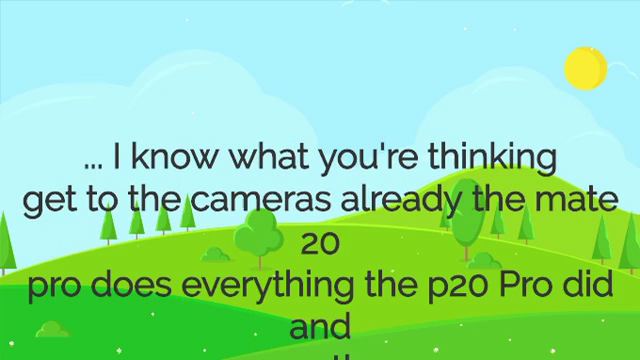 ... I know what you're thinking
get to the cameras already the mate
20
pro does everything the p20 Pro did
and